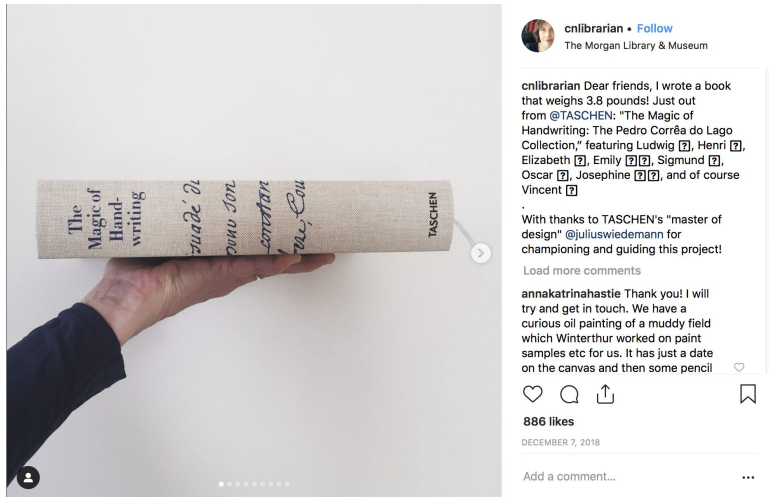 The
Magic of
Hand-
writing
TASCHEN
cnlibrarian • Follow
The Morgan Library & Museum
cnlibrarian Dear friends, I wrote a book
that weighs 3.8 pounds! Just out
from @TASCHEN: "The Magic of
Handwriting: The Pedro Corrêa do Lago
Collection,” featuring Ludwig 🯄, Henri 🯄,
Elizabeth 🯄, Emily 🯄🯄, Sigmund 🯄,
Oscar 🯄, Josephine 🯄🯄, and of course
Vincent 🯄
.
With thanks to TASCHEN's "master of
design" @juliuswiedemann for
championing and guiding this project!
Load more comments
annakatrinahastie Thank you! I will
try and get in touch. We have a
curious oil painting of a muddy field
which Winterthur worked on paint
samples etc for us. It has just a date
on the canvas and then some pencil
886 likes
DECEMBER 7, 2018
Add a comment...